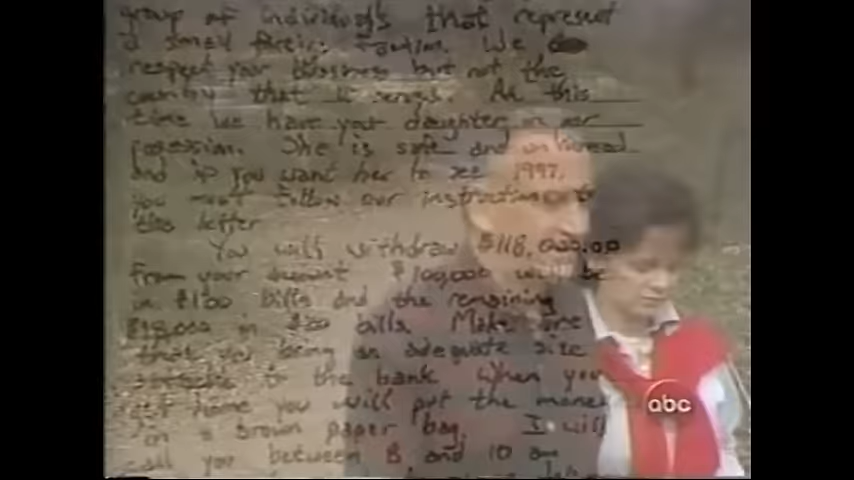 group of individuals that represent
a small foreign faction. We do
respect your bussiness but not the
country that it serves. At this
time we have your daughter in our
posession. She is safe and unharmed
and if you want her to see 1997,
you must follow our instructions to
the letter
You will withdraw $118,000.00
from your account. $100,000 will be
in $100 bills and the remaining
$18,000 in $20 bills. Make sure
that you bring an adequate size
attache to the bank. When you
get home you will put the money
in a brown paper bag. I will
call you between 8 and 10 am
abc